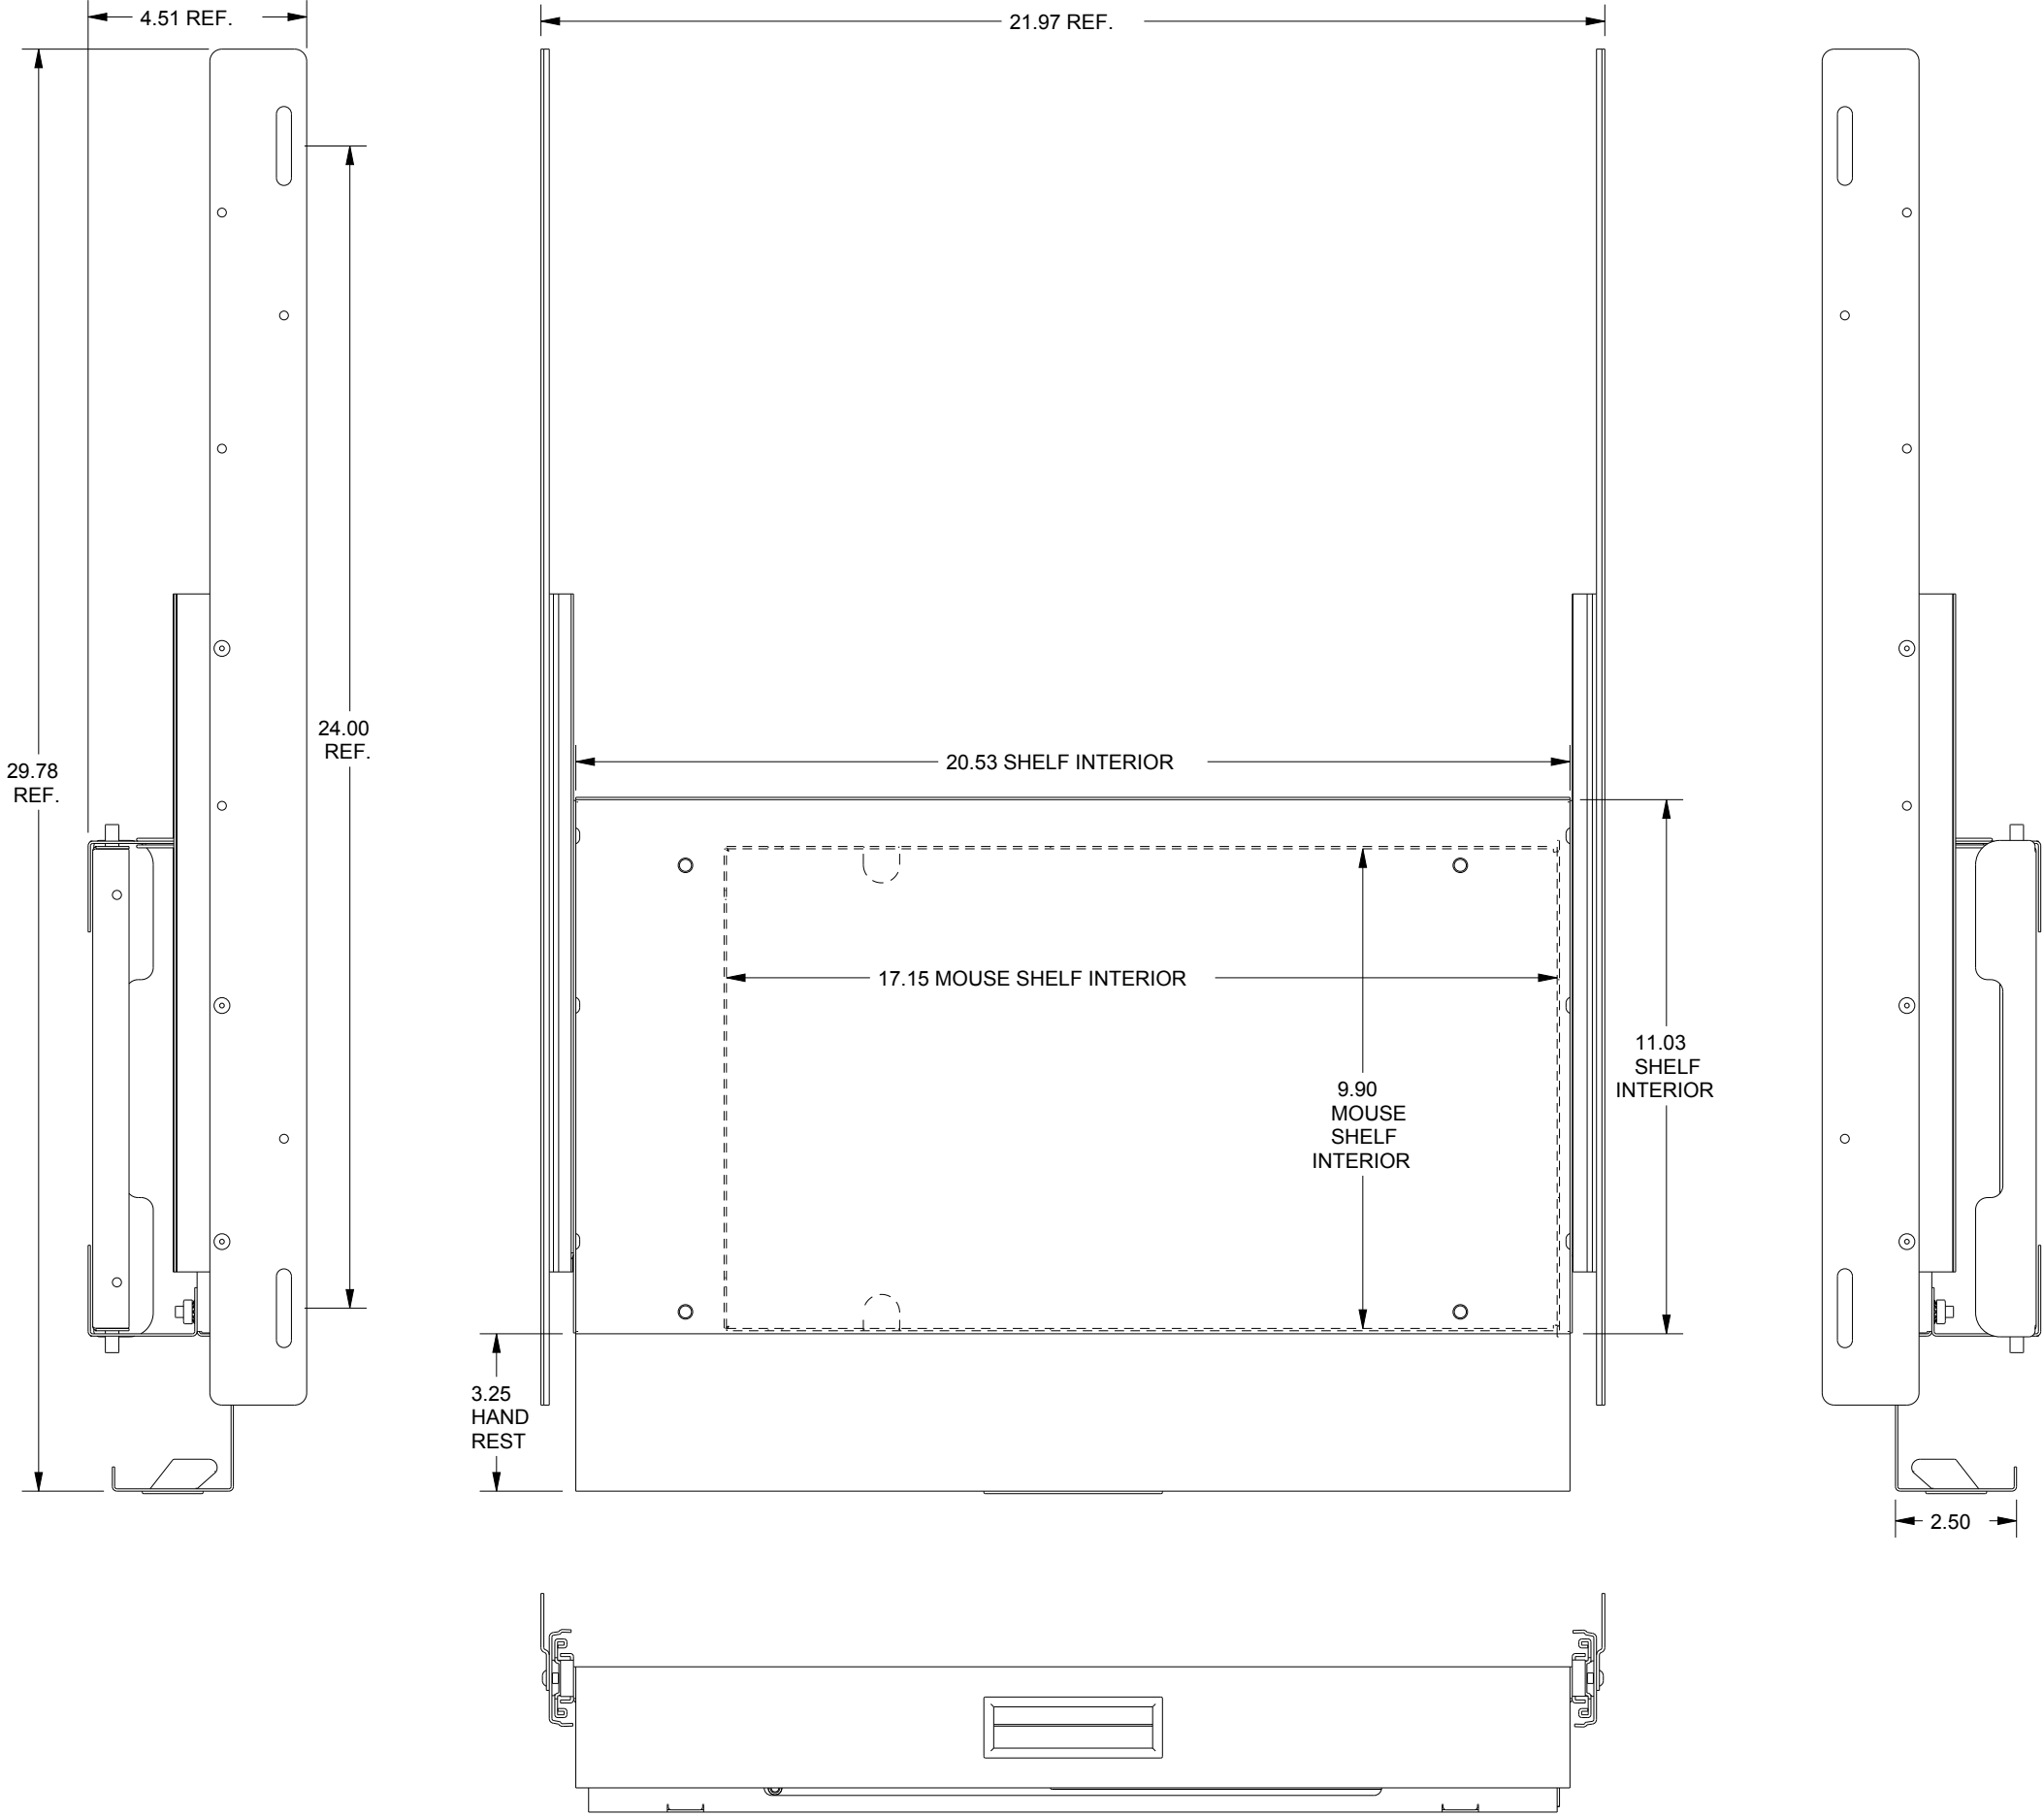 4.51 REF.
21.97 REF.
24.00
REF.
29.78
REF.
20.53 SHELF INTERIOR
17.15 MOUSE SHELF INTERIOR
11.03
SHELF
INTERIOR
9.90
MOUSE
SHELF
INTERIOR
3.25
HAND
REST
2.50